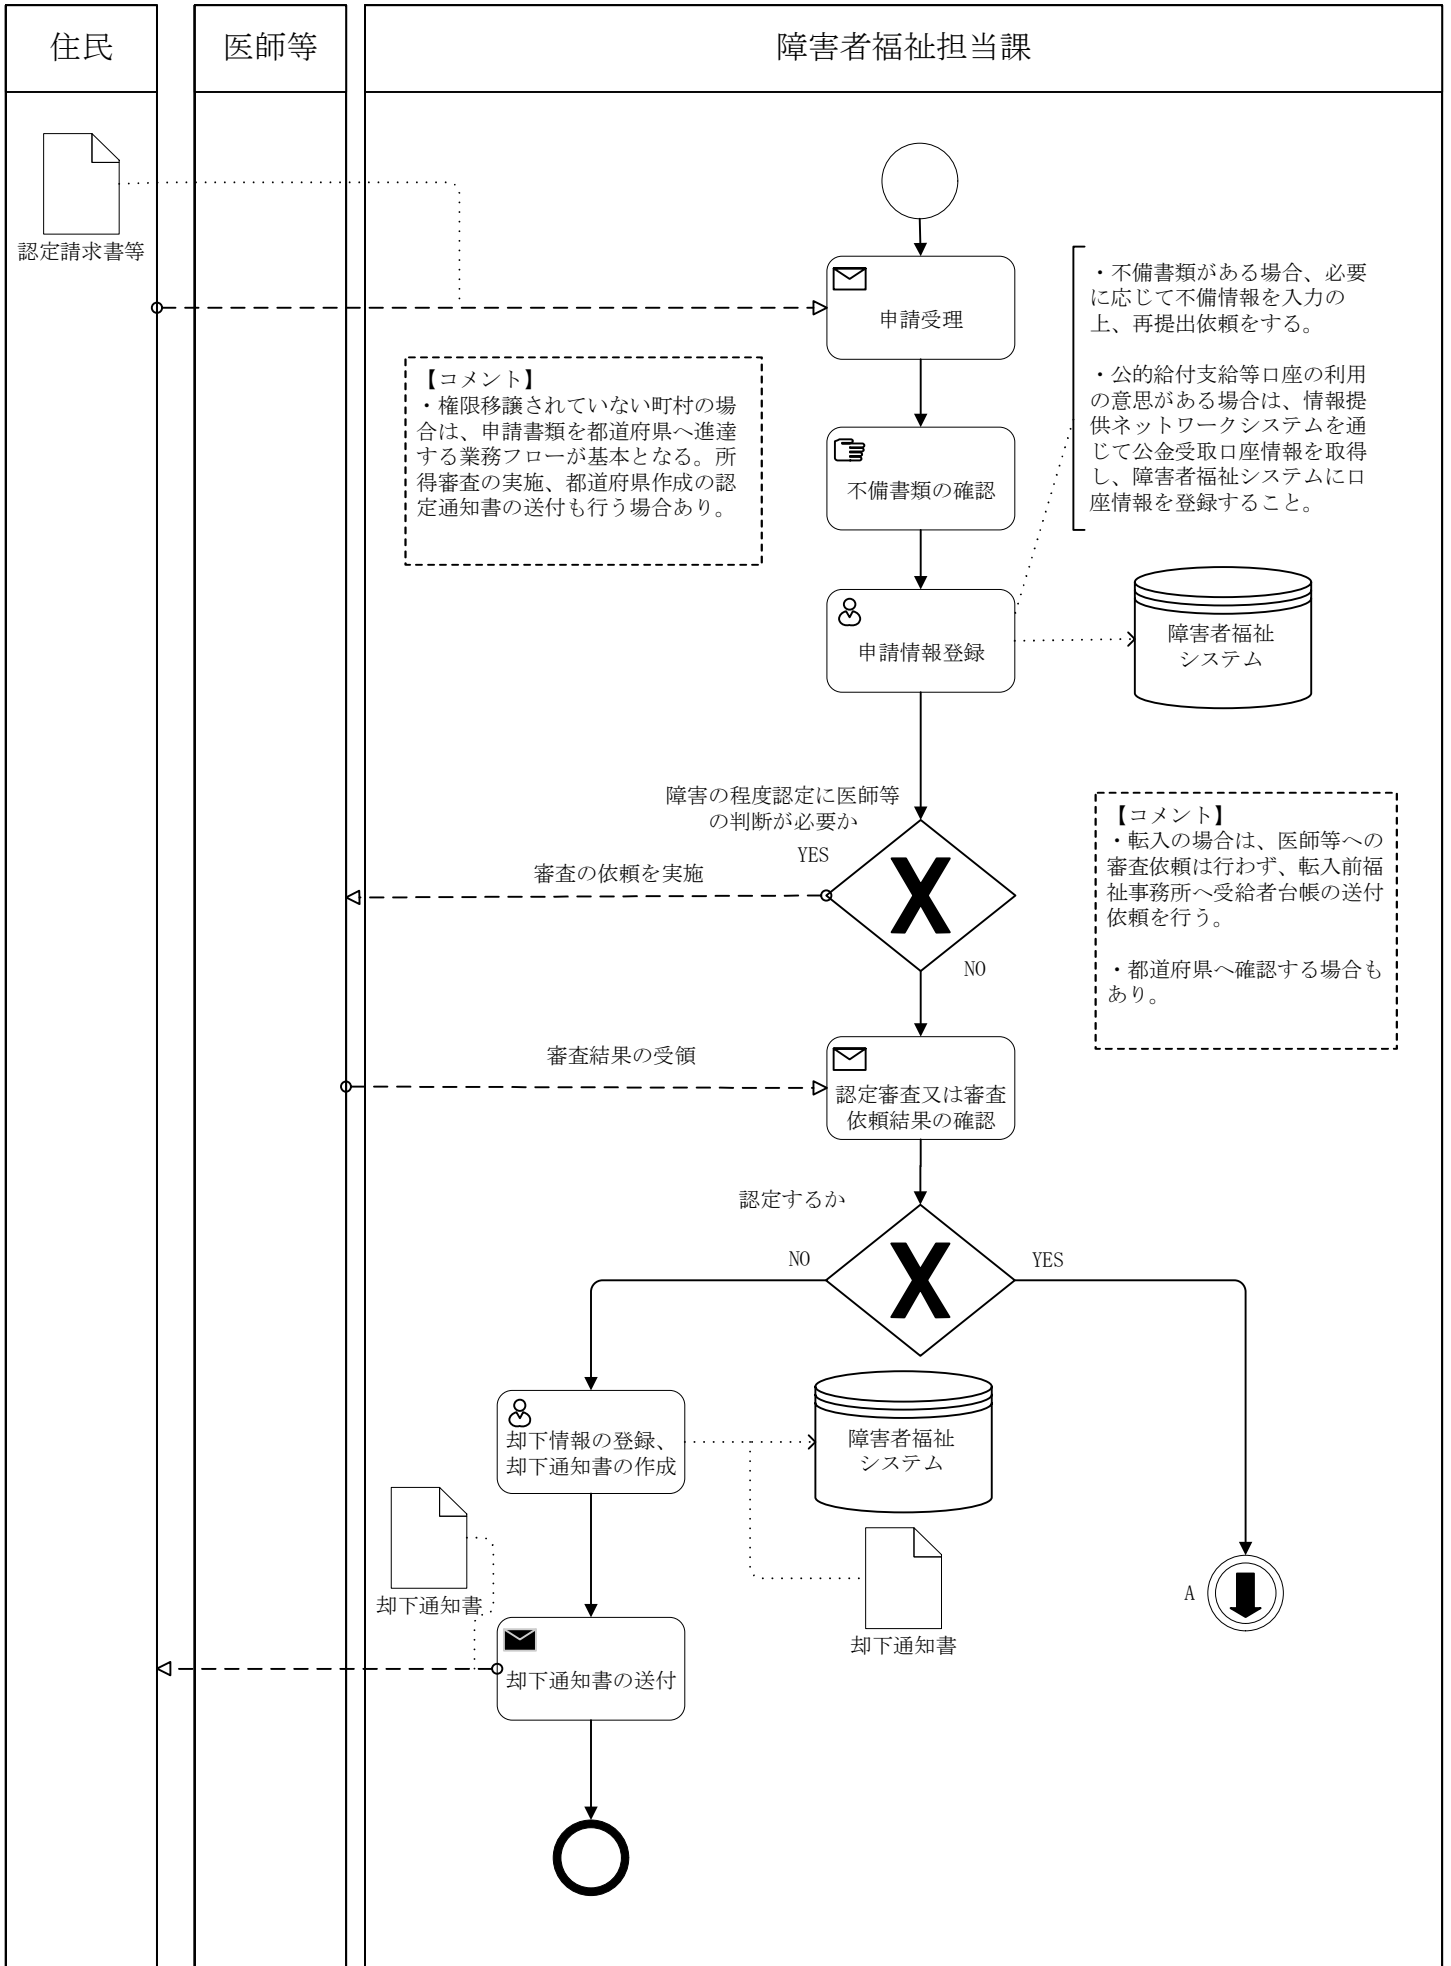 住民
医師等
障害者福祉担当課
認定請求書等
申請受理
・不備書類がある場合、必要
に応じて不備情報を入力の
上、再提出依頼をする。
・公的給付支給等口座の利用
の意思がある場合は、情報提
供ネットワークシステムを通
じて公金受取口座情報を取得
し、障害者福祉システムに口
座情報を登録すること。
【コメント】
・権限移譲されていない町村の場
合は、申請書類を都道府県へ進達
する業務フローが基本となる。所
得審査の実施、都道府県作成の認
定通知書の送付も行う場合あり。
不備書類の確認
申請情報登録
障害者福祉
システム
障害の程度認定に医師等
の判断が必要か
YES
審査の依頼を実施
NO
【コメント】
・転入の場合は、医師等への
審査依頼は行わず、転入前福
祉事務所へ受給者台帳の送付
依頼を行う。
・都道府県へ確認する場合も
あり。
審査結果の受領
認定審査又は審査
依頼結果の確認
認定するか
NO
YES
却下情報の登録、
却下通知書の作成
障害者福祉
システム
却下通知書
却下通知書
A
却下通知書の送付